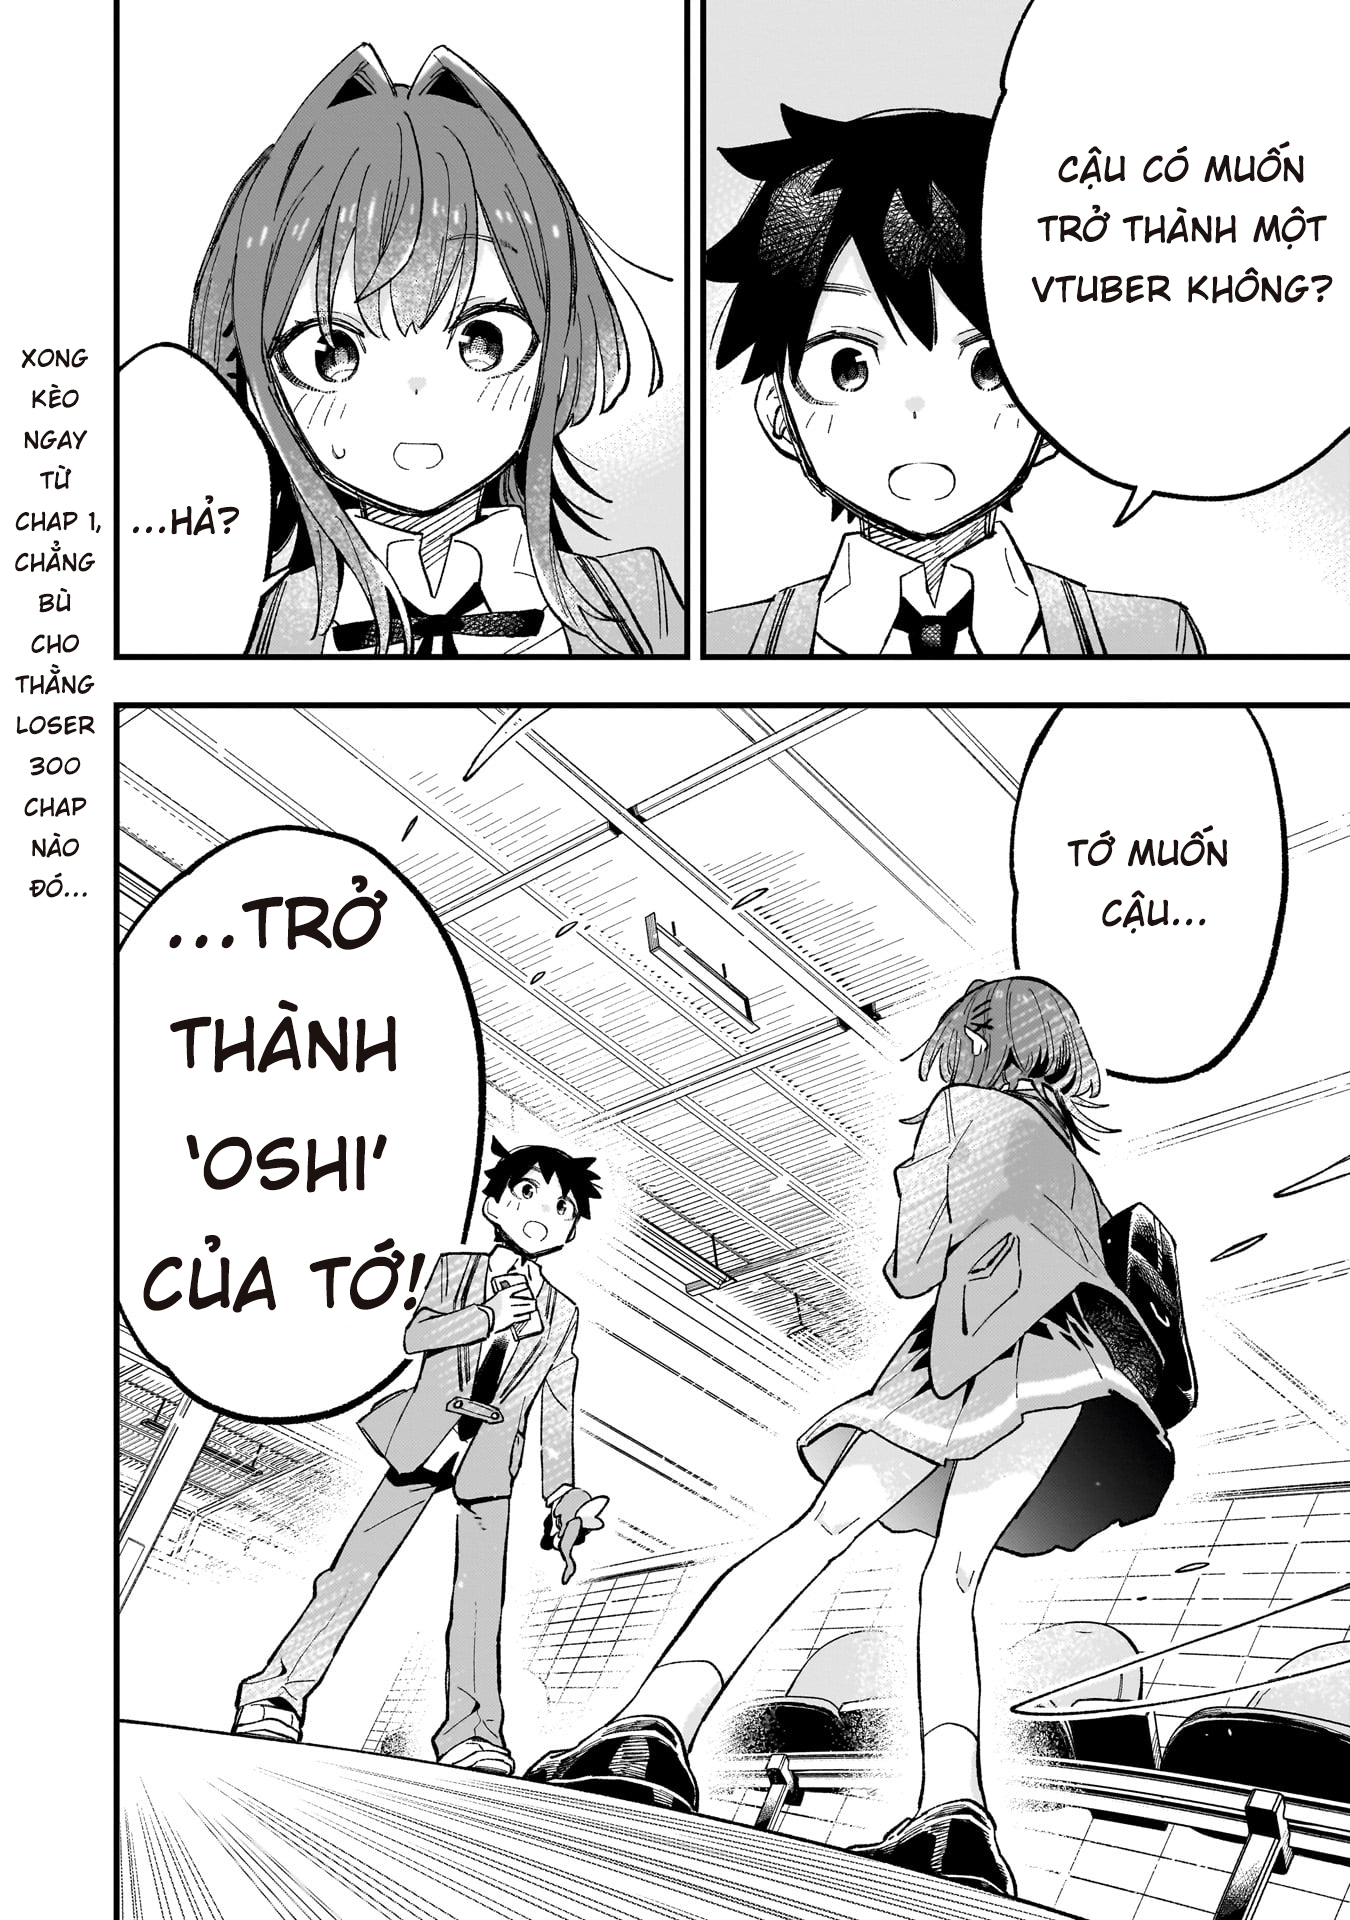 CẬU CÓ MUỐN
TRỞ THÀNH MỘT
VTUBER KHÔNG?
...HẢ?
XONG
KÈO
NGAY
TỪ
CHAP 1,
CHẲNG
BÙ
CHO
THẰNG
LOSER
300
CHAP
NÀO
ĐÓ...
TỚ MUỐN
CẬU...
...TRỞ
THÀNH
‘OSHI’
CỦA TỚ!